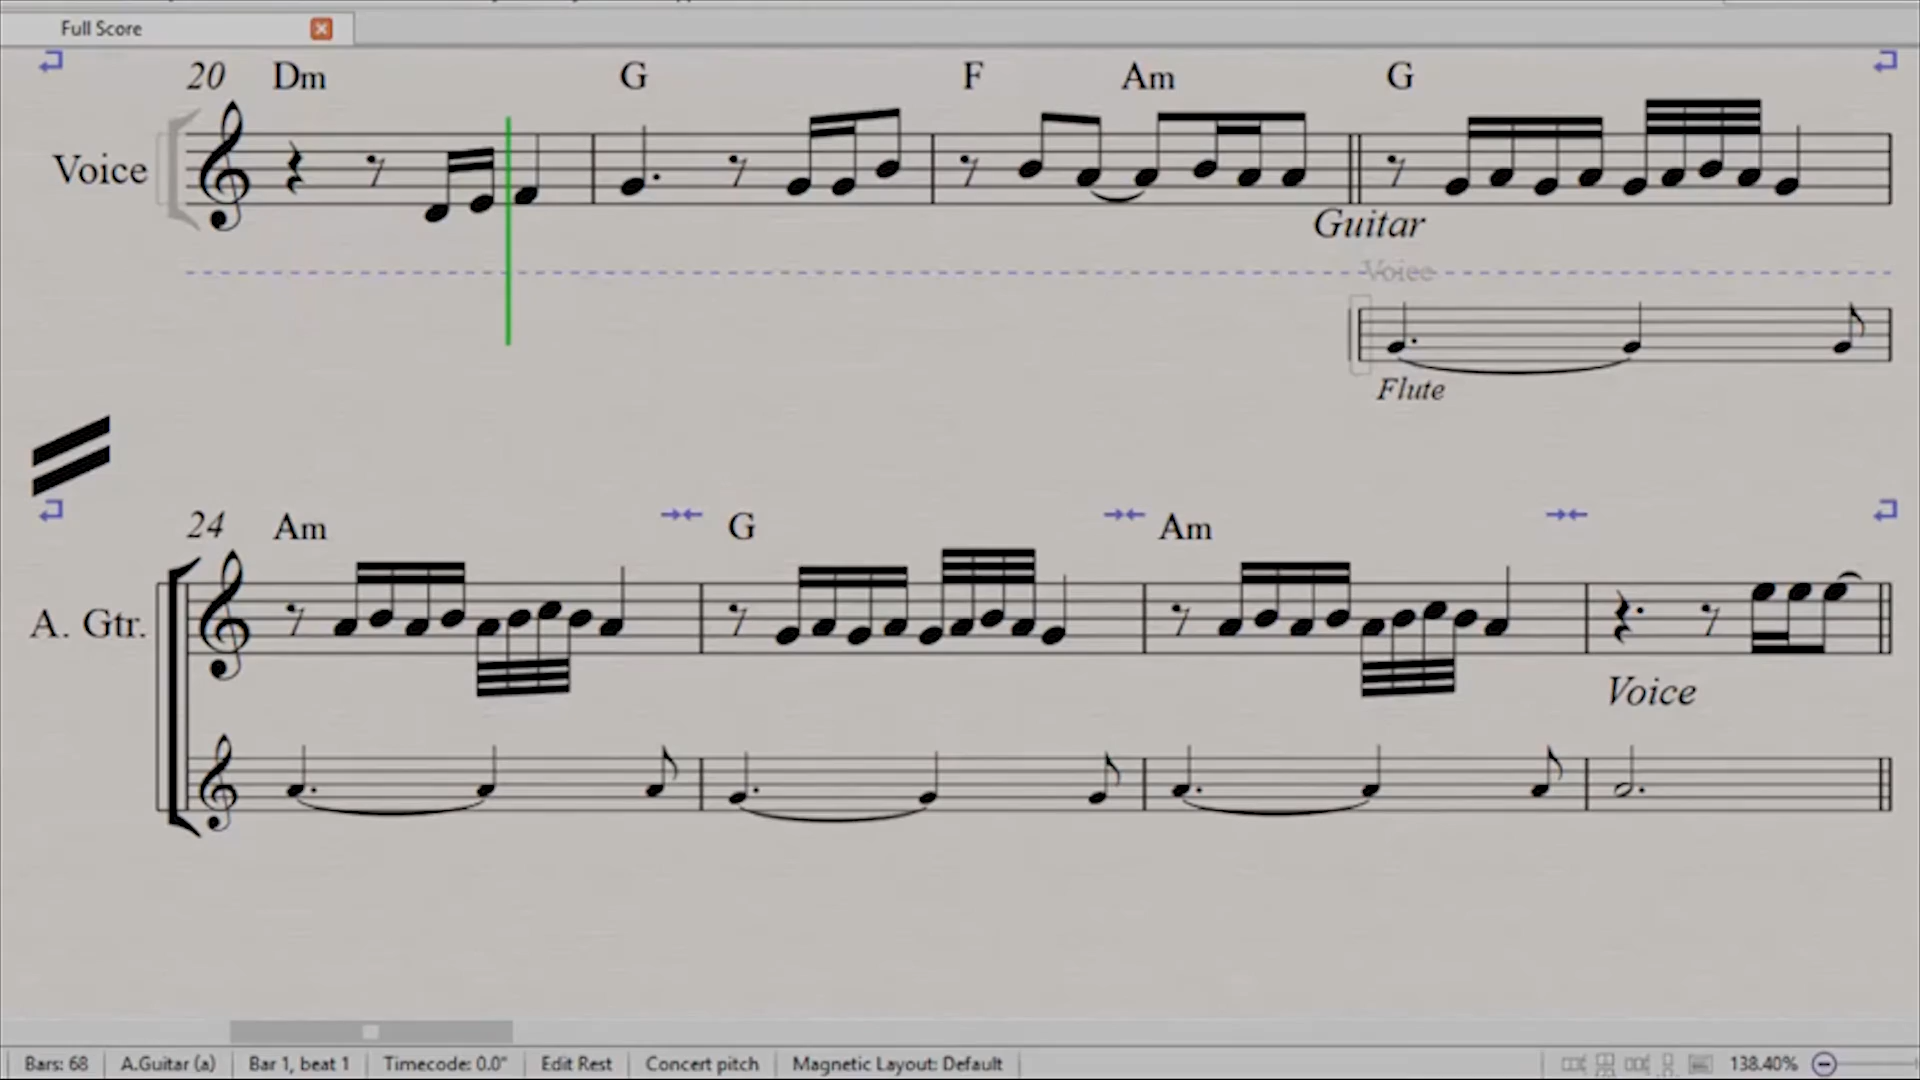 Full Score
20 Dm G F Am G
Voice
Guitar
Voice
Flute
24 Am G Am
A. Gtr.
Voice
Bars: 68 A.Guitar (a) Bar 1, beat 1 Timecode: 0.0" Edit Rest Concert pitch Magnetic Layout: Default 138.40%